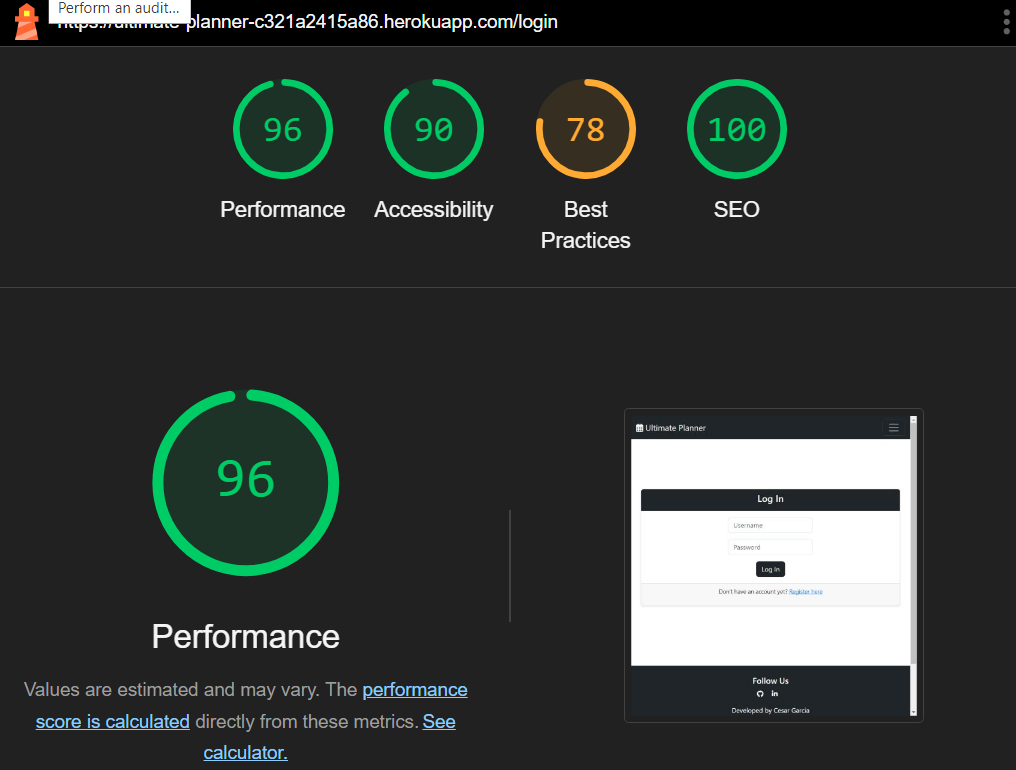 Perform an audit...
https://ultimate-planner-c321a2415a86.herokuapp.com/login
96
90
78
100
Performance
Accessibility
Best
Practices
SEO
96
Performance
Values are estimated and may vary. The performance
score is calculated directly from these metrics. See
calculator.
Ultimate Planner
Log In
Username
Password
Log In
Don't have an account yet? Register here
Follow Us
Developed by Cesar Garcia